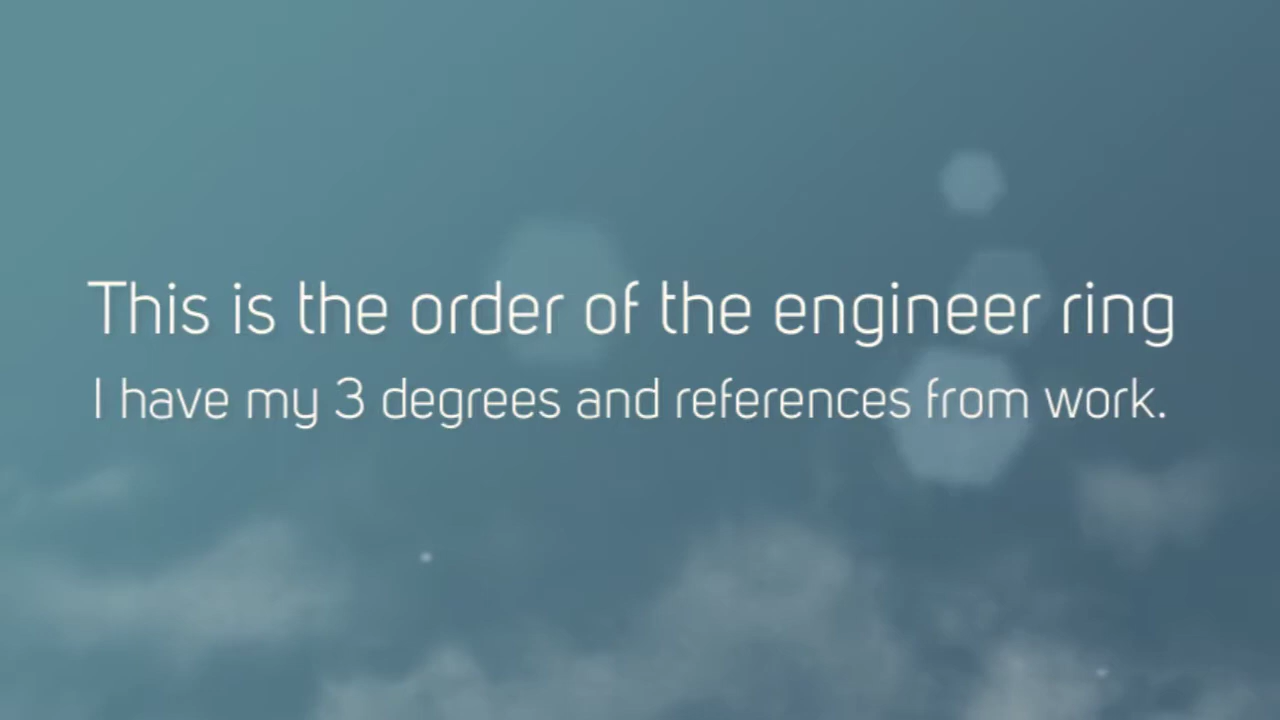 This is the order of the engineer ring
I have my 3 degrees and references from work.